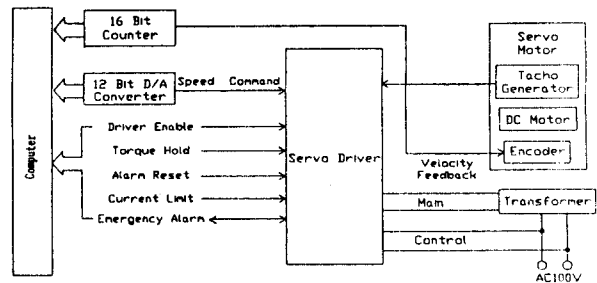 16 Bit
Counter
12 Bit D/A
Converter
Speed Command
Computer
Driver Enable
Torque Hold
Alarm Reset
Current Limit
Emergency Alarm
Servo Driver
Servo
Motor
Tacho
Generator
DC Motor
Encoder
Velocity
Feedback
Main
Transformer
Control
AC100V